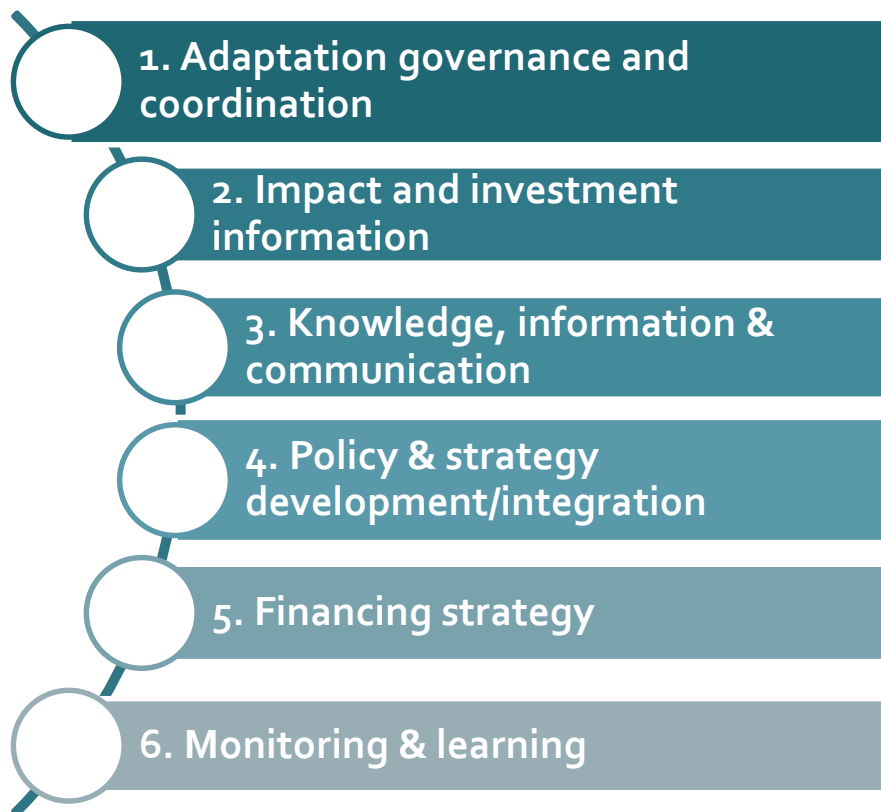 1. Adaptation governance and
coordination
2. Impact and investment
information
3. Knowledge, information &
communication
4. Policy & strategy
development/integration
5. Financing strategy
6. Monitoring & learning